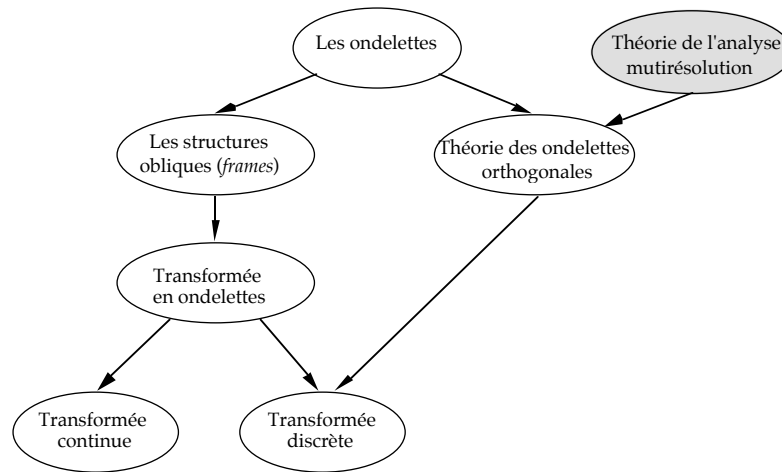 Les ondelettes
Théorie de l'analyse
mutirésolution
Les structures
obliques (frames)
Théorie des ondelettes
orthogonales
Transformée
en ondelettes
Transformée
continue
Transformée
discrète